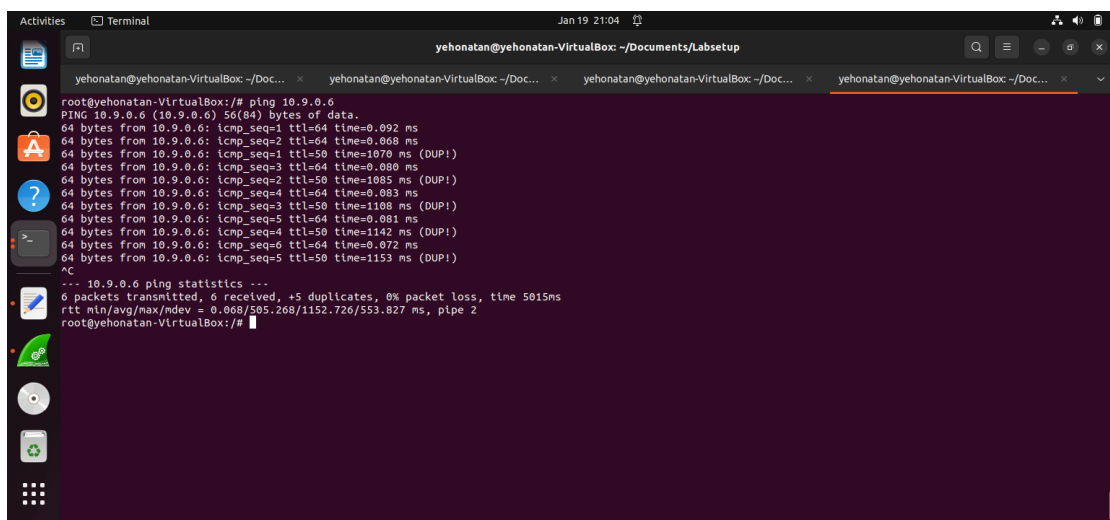 Activities Terminal Jan 19 21:04
yehonatan@yehonatan-VirtualBox: ~/Documents/Labsetup
yehonatan@yehonatan-VirtualBox: ~/Doc... yehonatan@yehonatan-VirtualBox: ~/Doc... yehonatan@yehonatan-VirtualBox: ~/Doc... yehonatan@yehonatan-VirtualBox: ~/Doc...
root@yehonatan-VirtualBox:/# ping 10.9.0.6
PING 10.9.0.6 (10.9.0.6) 56(84) bytes of data.
64 bytes from 10.9.0.6: icmp_seq=1 ttl=64 time=0.092 ms
64 bytes from 10.9.0.6: icmp_seq=2 ttl=64 time=0.068 ms
64 bytes from 10.9.0.6: icmp_seq=1 ttl=50 time=1070 ms (DUP!)
64 bytes from 10.9.0.6: icmp_seq=3 ttl=64 time=0.080 ms
64 bytes from 10.9.0.6: icmp_seq=2 ttl=50 time=1085 ms (DUP!)
64 bytes from 10.9.0.6: icmp_seq=4 ttl=64 time=0.083 ms
64 bytes from 10.9.0.6: icmp_seq=3 ttl=50 time=1108 ms (DUP!)
64 bytes from 10.9.0.6: icmp_seq=5 ttl=64 time=0.081 ms
64 bytes from 10.9.0.6: icmp_seq=4 ttl=50 time=1142 ms (DUP!)
64 bytes from 10.9.0.6: icmp_seq=6 ttl=64 time=0.072 ms
64 bytes from 10.9.0.6: icmp_seq=5 ttl=50 time=1153 ms (DUP!)
^C
--- 10.9.0.6 ping statistics ---
6 packets transmitted, 6 received, +5 duplicates, 0% packet loss, time 5015ms
rtt min/avg/max/mdev = 0.068/505.268/1152.726/553.827 ms, pipe 2
root@yehonatan-VirtualBox:/#